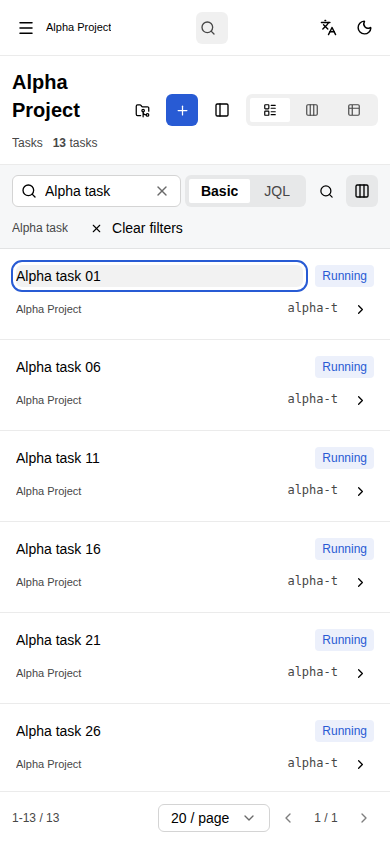 Alpha Project
Alpha
Project
Tasks 13 tasks
Alpha task
Basic JQL
Alpha task Clear filters
Alpha task 01 Running
Alpha Project alpha-t
Alpha task 06 Running
Alpha Project alpha-t
Alpha task 11 Running
Alpha Project alpha-t
Alpha task 16 Running
Alpha Project alpha-t
Alpha task 21 Running
Alpha Project alpha-t
Alpha task 26 Running
Alpha Project alpha-t
1-13 / 13 20 / page 1 / 1